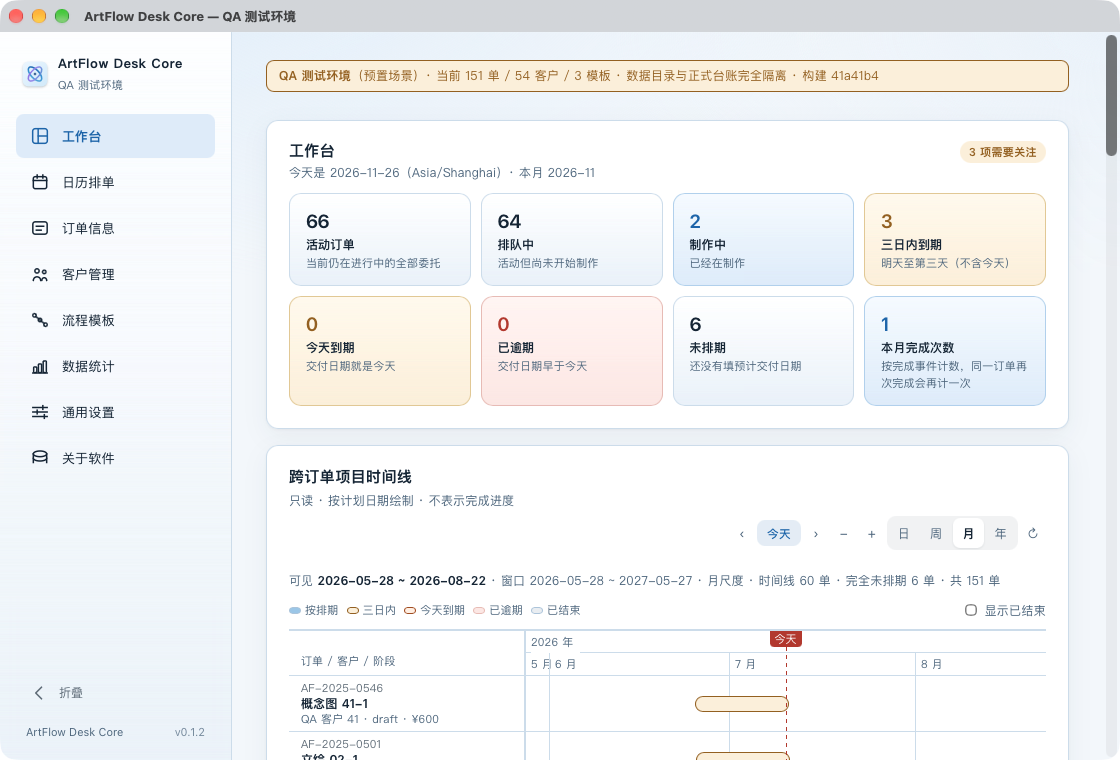 ArtFlow Desk Core — QA 测试环境
ArtFlow Desk Core
QA 测试环境
工作台
日历排单
订单信息
客户管理
流程模板
数据统计
通用设置
关于软件
折叠
ArtFlow Desk Core
v0.1.2
QA 测试环境（预置场景） · 当前 151 单 / 54 客户 / 3 模板 · 数据目录与正式台账完全隔离 · 构建 41a41b4
工作台
今天是 2026-11-26（Asia/Shanghai） · 本月 2026-11
3 项需要关注
66
活动订单
当前仍在进行中的全部委托
64
排队中
活动但尚未开始制作
2
制作中
已经在制作
3
三日内到期
明天至第三天（不含今天）
0
今天到期
交付日期就是今天
0
已逾期
交付日期早于今天
6
未排期
还没有填预计交付日期
1
本月完成次数
按完成事件计数，同一订单再
次完成会再计一次
跨订单项目时间线
只读 · 按计划日期绘制 · 不表示完成进度
‹ 今天 › − + 日 周 月 年 ↻
可见 2026-05-28 ~ 2026-08-22 · 窗口 2026-05-28 ~ 2027-05-27 · 月尺度 · 时间线 60 单 · 完全未排期 6 单 · 共 151 单
按排期 三日内 今天到期 已逾期 已结束
显示已结束
2026 年
今天
订单 / 客户 / 阶段
5 月 6 月 7 月 8 月
AF-2025-0546
概念图 41-1
QA 客户 41 · draft · ¥600
AF-2025-0501
立绘 02-1